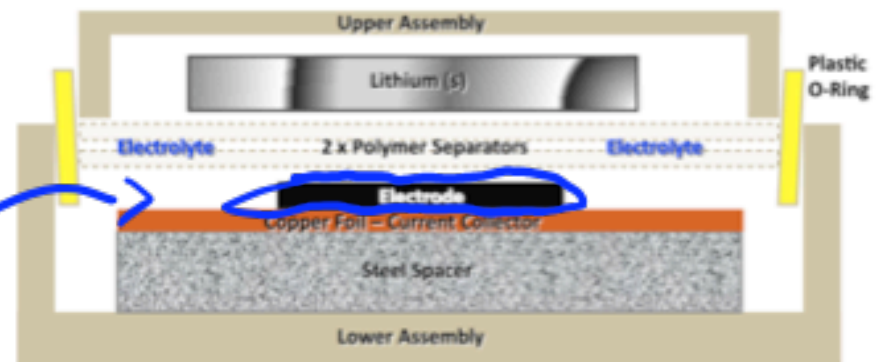 Upper Assembly
Plastic
O-Ring
Lithium (s)
Electrolyte 2 x Polymer Separators Electrolyte
Electrode
Copper Foil – Current Collector
Steel Spacer
Lower Assembly